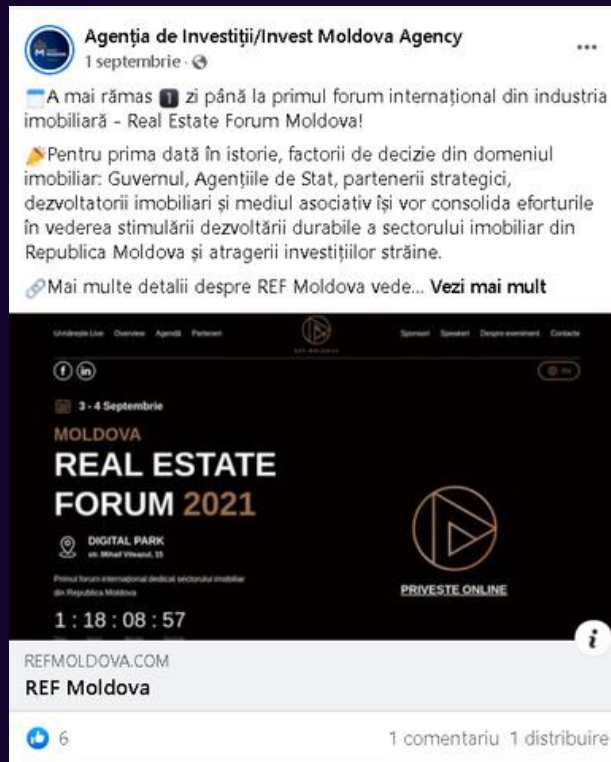 Agenția de Investiții/Invest Moldova Agency
1 septembrie
A mai rămas 1 zi până la primul forum internațional din industria
imobiliară - Real Estate Forum Moldova!
Pentru prima dată în istorie, factorii de decizie din domeniul
imobiliar: Guvernul, Agențiile de Stat, partenerii strategici,
dezvoltatorii imobiliari și mediul asociativ își vor consolida eforturile
în vederea stimulării dezvoltării durabile a sectorului imobiliar din
Republica Moldova și atragerii investițiilor străine.
Mai multe detalii despre REF Moldova vede... Vezi mai mult
Urmărește Live Overview Agendă Parteneri
REF MOLDOVA
Sponsori Speakeri Despre eveniment Contacte
f in
EN
3 - 4 Septembrie
MOLDOVA
REAL ESTATE
FORUM 2021
DIGITAL PARK
str. Mihail Viteazul, 15
Primul forum internațional dedicat sectorului imobiliar
din Republica Moldova
PRIVESTE ONLINE
1 : 18 : 08 : 57
i
REFMOLDOVA.COM
REF Moldova
6
1 comentariu 1 distribuire